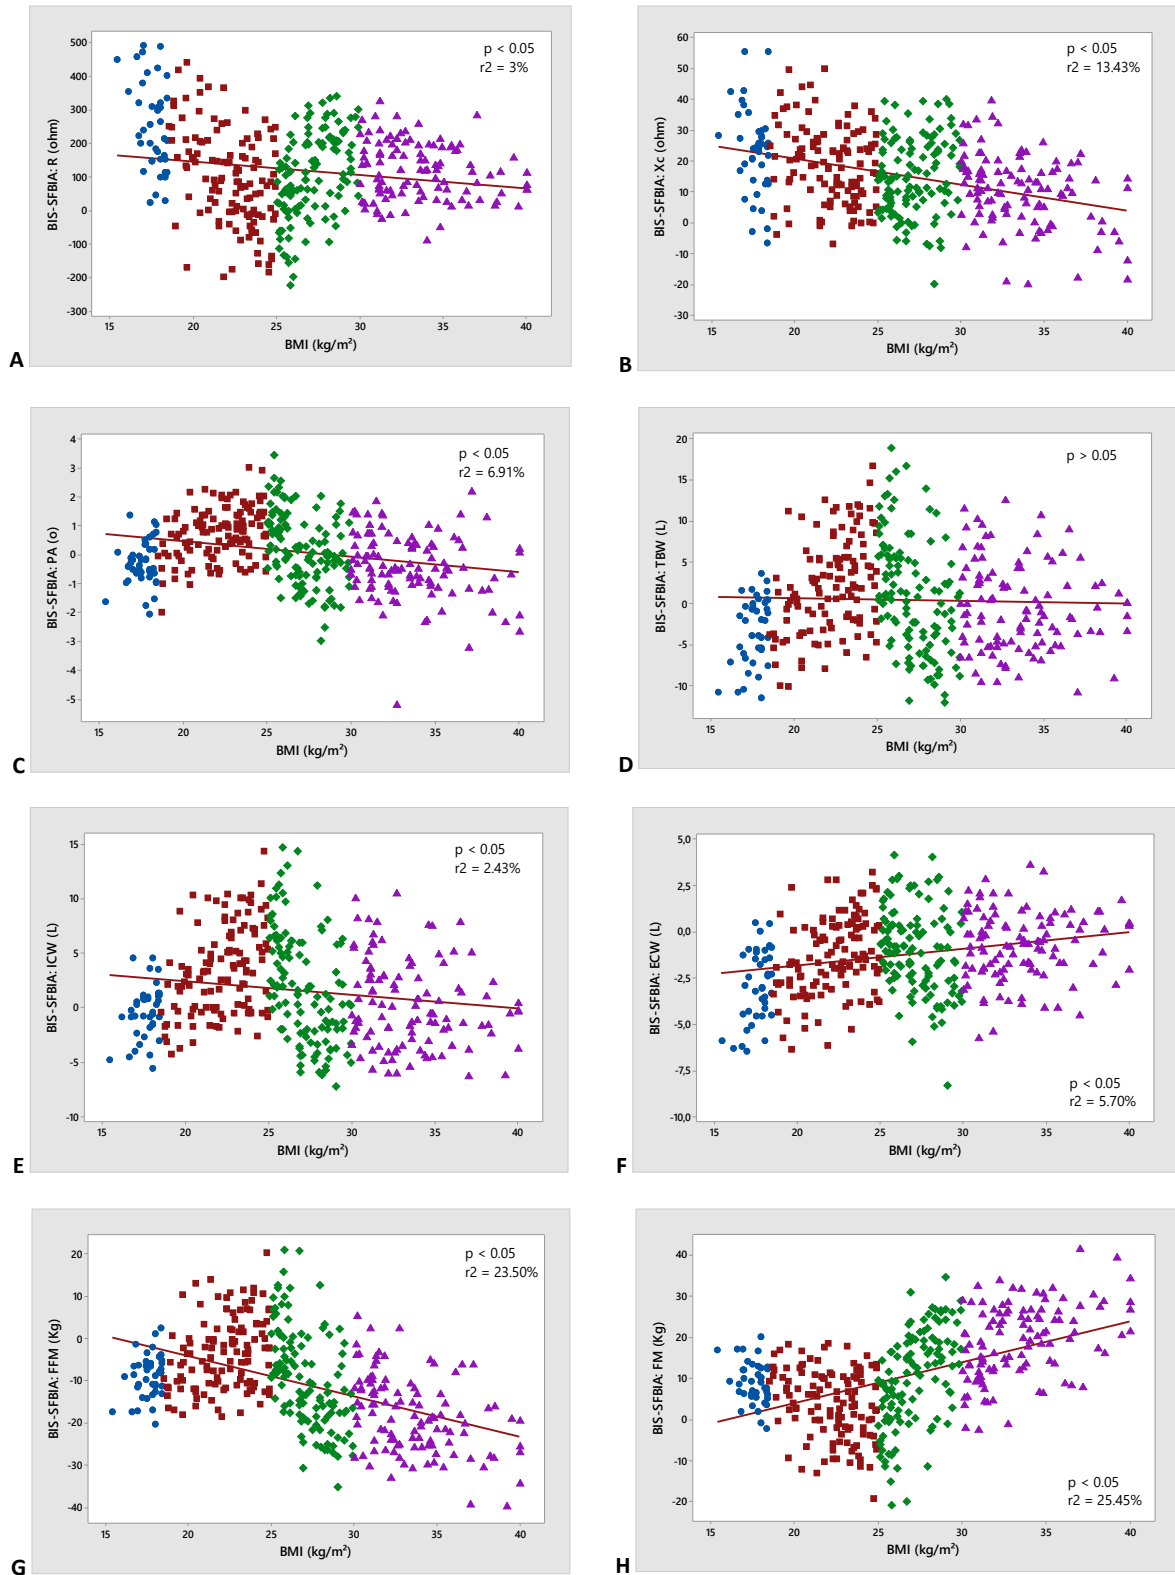 500
400
300
200
100
0
-100
-200
-300
BIS-SFBIA: R (ohm)
p < 0.05
r2 = 3%
15 20 25 30 35 40
BMI (kg/m²)
A
60
50
40
30
20
10
0
-10
-20
-30
BIS-SFBIA: Xc (ohm)
p < 0.05
r2 = 13.43%
15 20 25 30 35 40
BMI (kg/m²)
B
4
3
2
1
0
-1
-2
-3
-4
-5
BIS-SFBIA: PA (o)
p < 0.05
r2 = 6.91%
15 20 25 30 35 40
BMI (kg/m²)
C
20
15
10
5
0
-5
-10
BIS-SFBIA: TBW (L)
p > 0.05
15 20 25 30 35 40
BMI (kg/m²)
D
15
10
5
0
-5
-10
BIS-SFBIA: ICW (L)
p < 0.05
r2 = 2.43%
15 20 25 30 35 40
BMI (kg/m²)
E
5,0
2,5
0,0
-2,5
-5,0
-7,5
-10,0
BIS-SFBIA: ECW (L)
p < 0.05
r2 = 5.70%
15 20 25 30 35 40
BMI (kg/m²)
F
20
10
0
-10
-20
-30
-40
BIS-SFBIA: FFM (Kg)
p < 0.05
r2 = 23.50%
15 20 25 30 35 40
BMI (kg/m²)
G
40
30
20
10
0
-10
-20
BIS-SFBIA: FM (Kg)
p < 0.05
r2 = 25.45%
15 20 25 30 35 40
BMI (kg/m²)
H